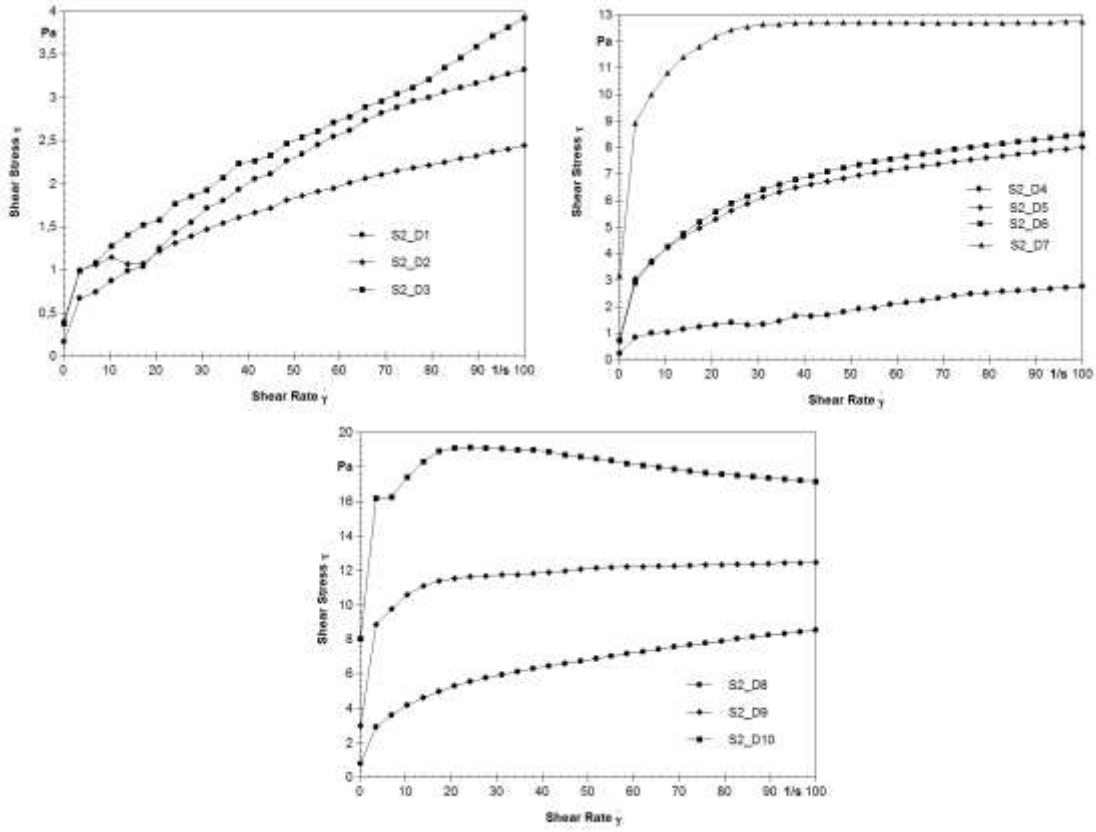 4
Pa
3,5
3
2,5
2
1,5
1
0,5
0
Shear Stress τ
0 10 20 30 40 50 60 70 80 90 1/s 100
Shear Rate γ̇
S2_D1
S2_D2
S2_D3
13
Pa
11
10
9
8
7
6
5
4
3
2
1
0
Shear Stress τ
0 10 20 30 40 50 60 70 80 90 1/s 100
Shear Rate γ̇
S2_D4
S2_D5
S2_D6
S2_D7
20
Pa
16
14
12
10
8
6
4
2
0
Shear Stress τ
0 10 20 30 40 50 60 70 80 90 1/s 100
Shear Rate γ̇
S2_D8
S2_D9
S2_D10